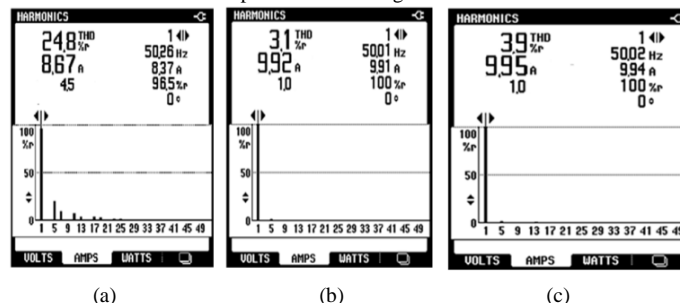 HARMONICS
24,8 THD %r 1
8,67 A 50,26 Hz
4,5 8,37 A
96,5 %r
0 °
100
%r
50
0
1 5 9 13 17 21 25 29 33 37 41 45 49
VOLTS AMPS WATTS
(a)
HARMONICS
3,1 THD %r 1
9,92 A 50,01 Hz
1,0 9,91 A
100 %r
0 °
100
%r
50
0
1 5 9 13 17 21 25 29 33 37 41 45 49
VOLTS AMPS WATTS
(b)
HARMONICS
3,9 THD %r 1
9,95 A 50,02 Hz
1,0 9,94 A
100 %r
0 °
100
%r
50
0
1 5 9 13 17 21 25 29 33 37 41 45 49
VOLTS AMPS WATTS
(c)